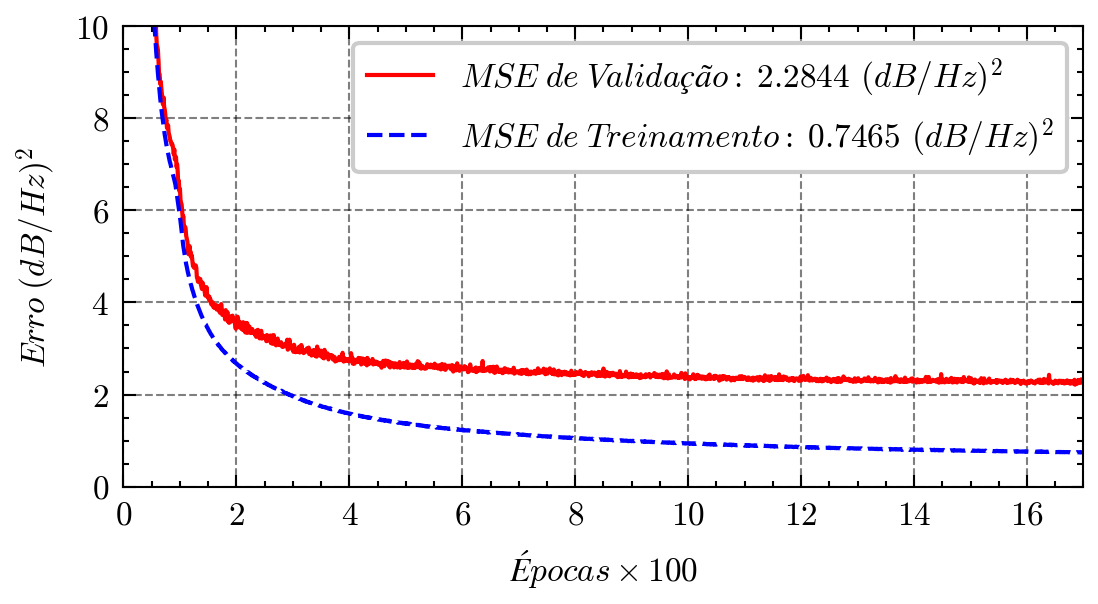 MSE de Validação: 2.2844 (dB/Hz)²
MSE de Treinamento: 0.7465 (dB/Hz)²
Erro (dB/Hz)²
10
8
6
4
2
0
0 2 4 6 8 10 12 14 16
Épocas × 100